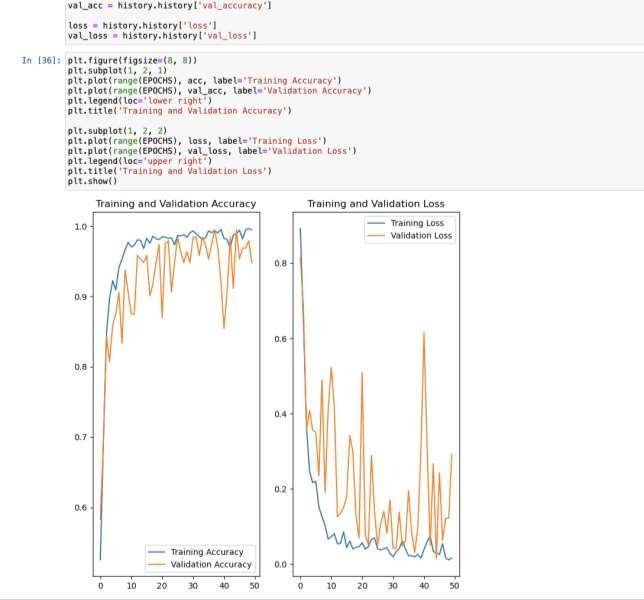 val_acc = history.history['val_accuracy']
loss = history.history['loss']
val_loss = history.history['val_loss']
In [36]: plt.figure(figsize=(8, 8))
plt.subplot(1, 2, 1)
plt.plot(range(EPOCHS), acc, label='Training Accuracy')
plt.plot(range(EPOCHS), val_acc, label='Validation Accuracy')
plt.legend(loc='lower right')
plt.title('Training and Validation Accuracy')
plt.subplot(1, 2, 2)
plt.plot(range(EPOCHS), loss, label='Training Loss')
plt.plot(range(EPOCHS), val_loss, label='Validation Loss')
plt.legend(loc='upper right')
plt.title('Training and Validation Loss')
plt.show()
Training and Validation Accuracy
1.0
0.9
0.8
0.7
0.6
Training Accuracy
Validation Accuracy
0 10 20 30 40 50
Training and Validation Loss
Training Loss
Validation Loss
0.8
0.6
0.4
0.2
0.0
0 10 20 30 40 50